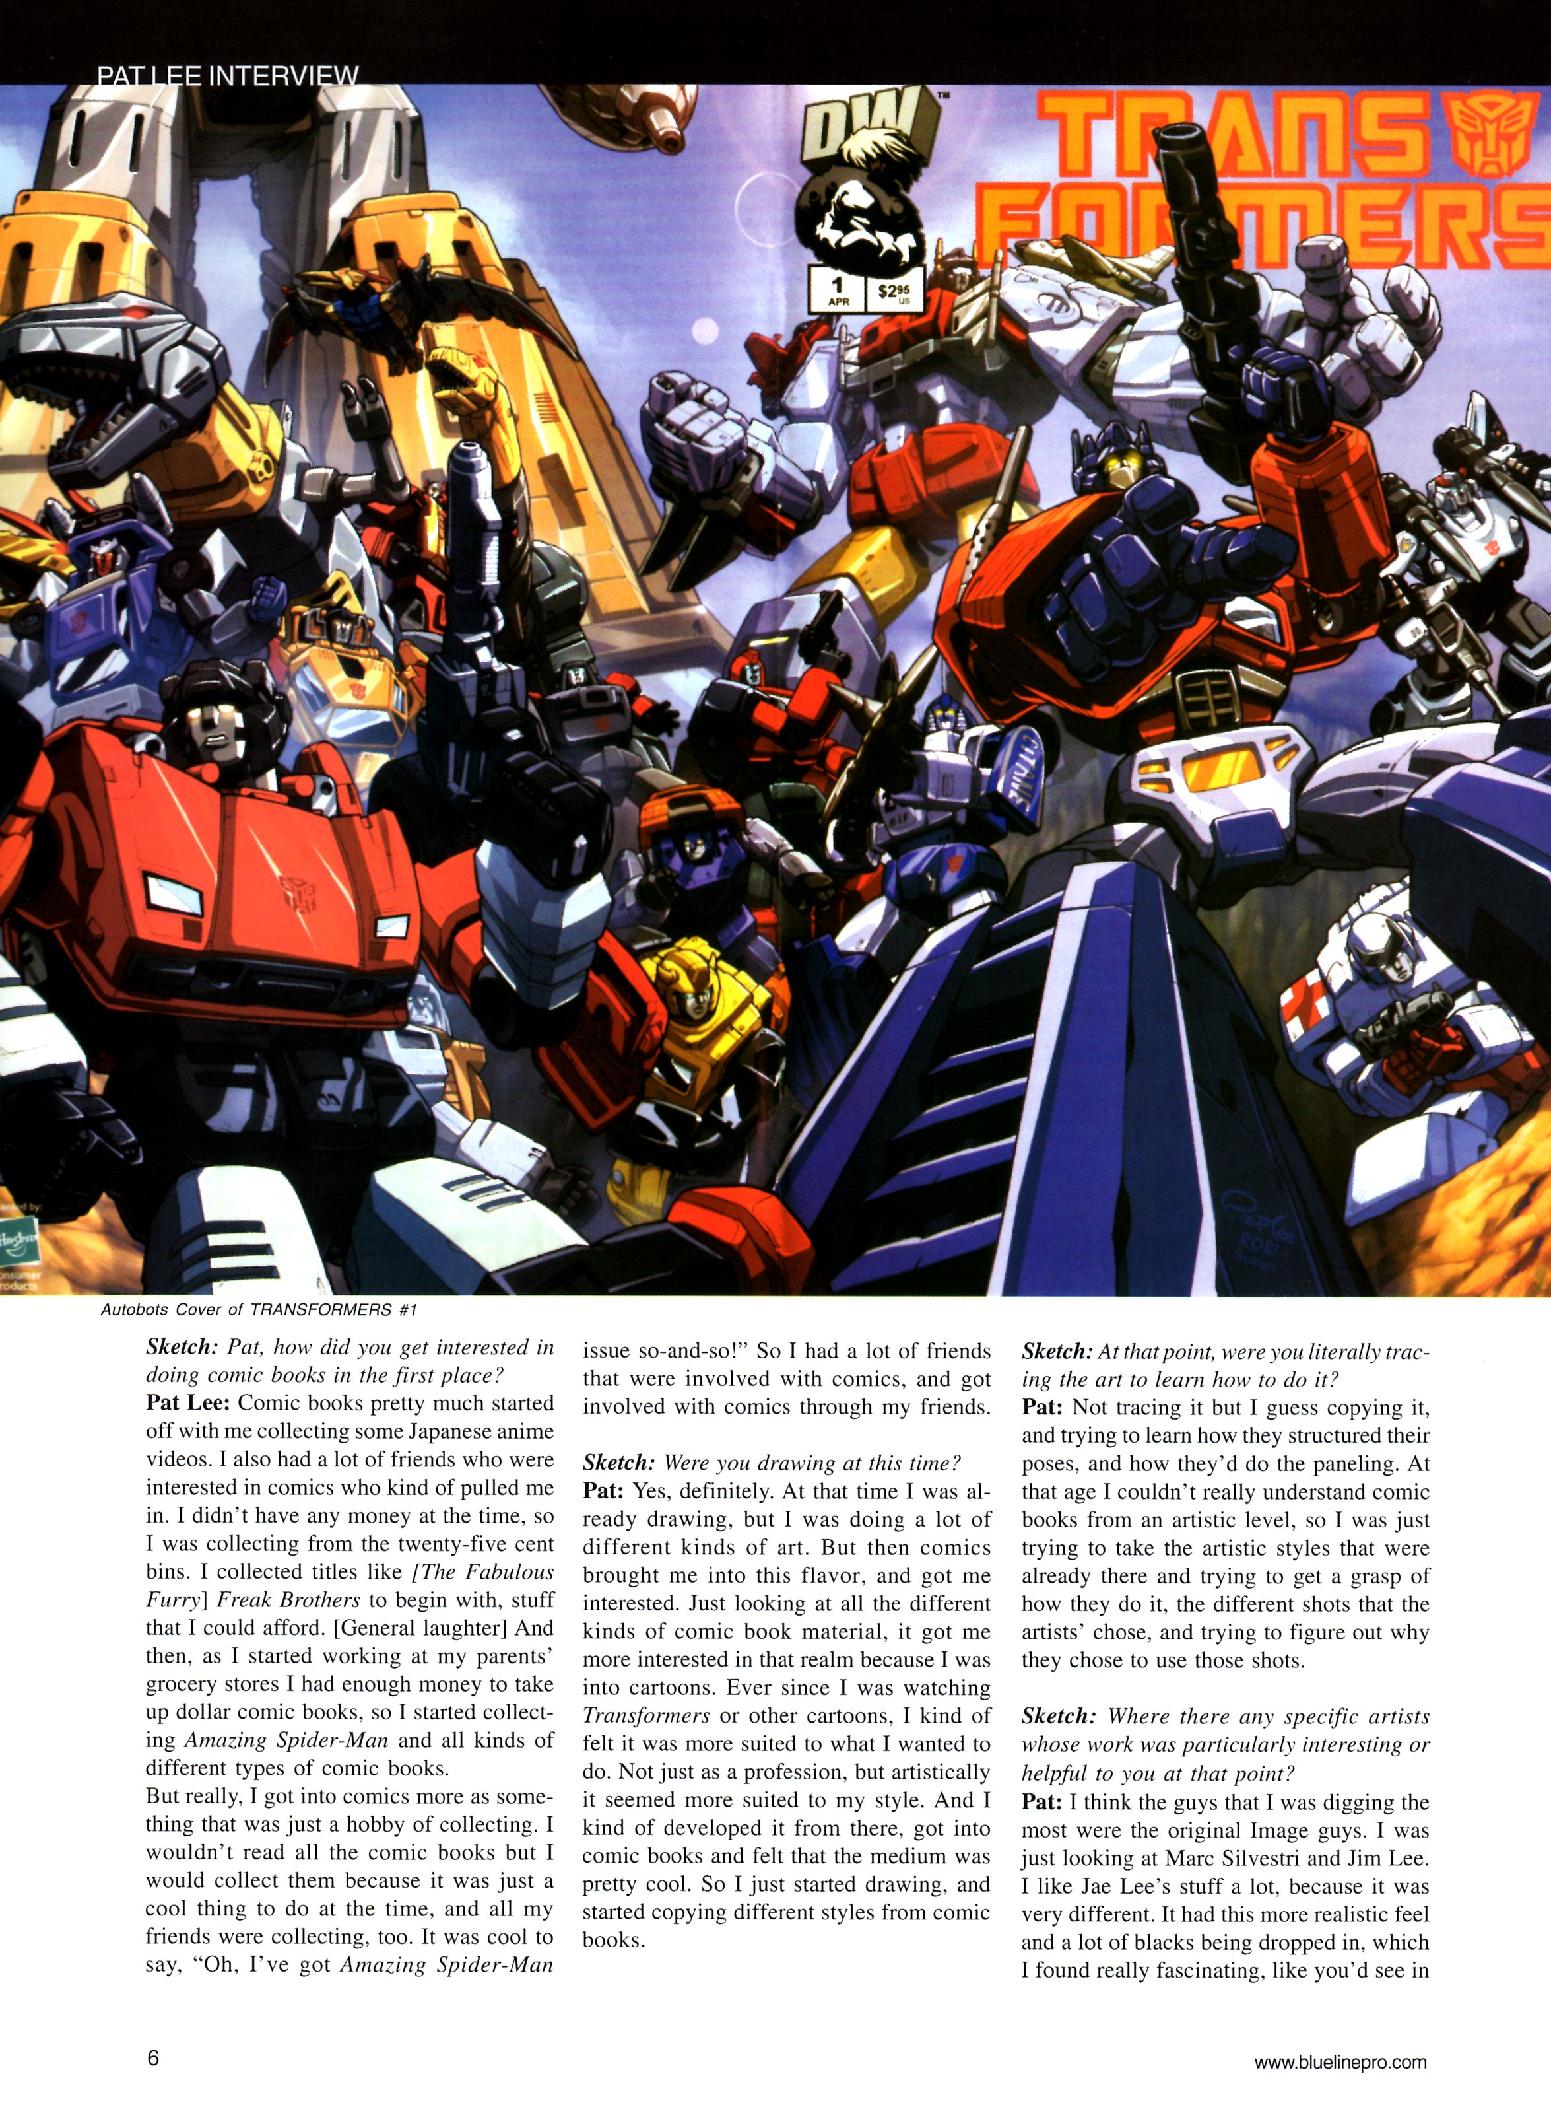 PAT LEE INTERVIEW
DW
™
TRANS
FORMERS
1
APR
$2.95
US
CITANE
Hasbro
Autobots Cover of TRANSFORMERS #1
Sketch: Pat, how did you get interested in
doing comic books in the first place?
Pat Lee: Comic books pretty much started
off with me collecting some Japanese anime
videos. I also had a lot of friends who were
interested in comics who kind of pulled me
in. I didn't have any money at the time, so
I was collecting from the twenty-five cent
bins. I collected titles like [The Fabulous
Furry] Freak Brothers to begin with, stuff
that I could afford. [General laughter] And
then, as I started working at my parents'
grocery stores I had enough money to take
up dollar comic books, so I started collect-
ing Amazing Spider-Man and all kinds of
different types of comic books.
But really, I got into comics more as some-
thing that was just a hobby of collecting. I
wouldn't read all the comic books but I
would collect them because it was just a
cool thing to do at the time, and all my
friends were collecting, too. It was cool to
say, “Oh, I've got Amazing Spider-Man
issue so-and-so!” So I had a lot of friends
that were involved with comics, and got
involved with comics through my friends.
Sketch: Were you drawing at this time?
Pat: Yes, definitely. At that time I was al-
ready drawing, but I was doing a lot of
different kinds of art. But then comics
brought me into this flavor, and got me
interested. Just looking at all the different
kinds of comic book material, it got me
more interested in that realm because I was
into cartoons. Ever since I was watching
Transformers or other cartoons, I kind of
felt it was more suited to what I wanted to
do. Not just as a profession, but artistically
it seemed more suited to my style. And I
kind of developed it from there, got into
comic books and felt that the medium was
pretty cool. So I just started drawing, and
started copying different styles from comic
books.
Sketch: At that point, were you literally trac-
ing the art to learn how to do it?
Pat: Not tracing it but I guess copying it,
and trying to learn how they structured their
poses, and how they'd do the paneling. At
that age I couldn't really understand comic
books from an artistic level, so I was just
trying to take the artistic styles that were
already there and trying to get a grasp of
how they do it, the different shots that the
artists' chose, and trying to figure out why
they chose to use those shots.
Sketch: Where there any specific artists
whose work was particularly interesting or
helpful to you at that point?
Pat: I think the guys that I was digging the
most were the original Image guys. I was
just looking at Marc Silvestri and Jim Lee.
I like Jae Lee's stuff a lot, because it was
very different. It had this more realistic feel
and a lot of blacks being dropped in, which
I found really fascinating, like you'd see in
6
www.bluelinepro.com